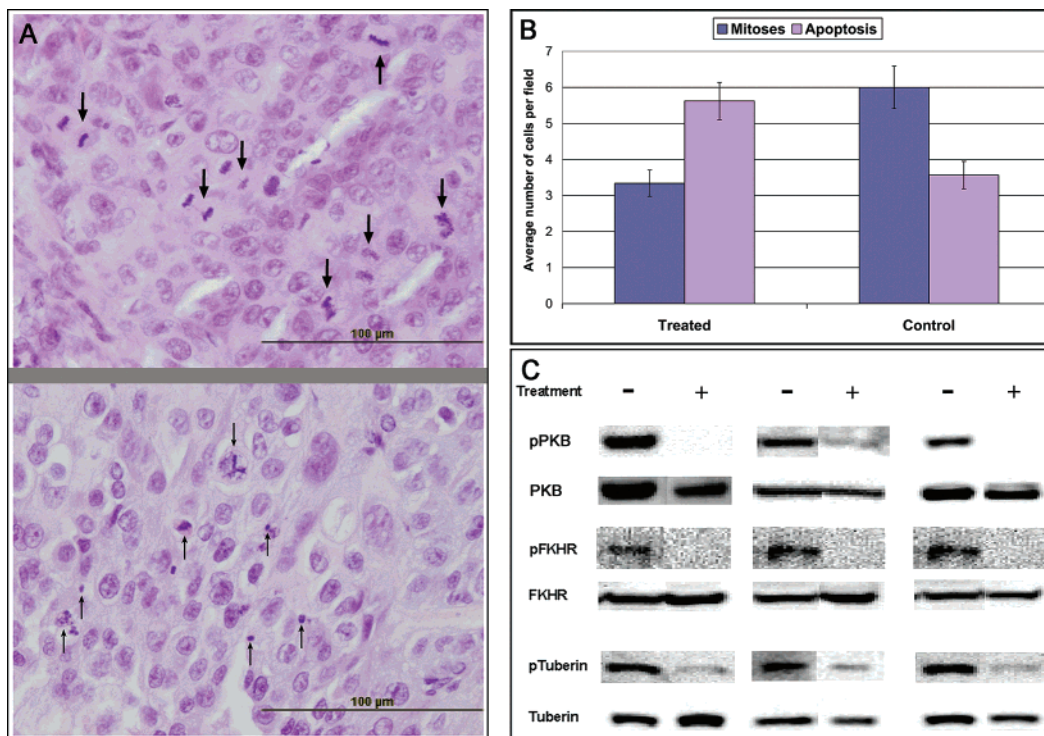 A
100 µm
100 µm
B
Mitoses Apoptosis
Average number of cells per field
7
6
5
4
3
2
1
0
Treated Control
C
Treatment - + - + - +
pPKB
PKB
pFKHR
FKHR
pTuberin
Tuberin